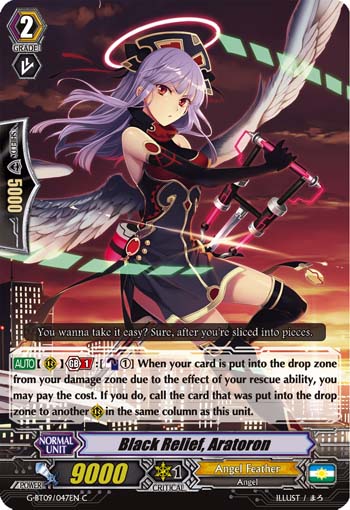 2
GRADE
SHIELD
5000
You wanna take it easy? Sure, after you're sliced into pieces.
AUTO [R] GB 1 : [ 1 ] When your card is put into the drop zone
from your damage zone due to the effect of your rescue ability, you
may pay the cost. If you do, call the card that was put into the drop
zone to another R in the same column as this unit.
NORMAL
UNIT
Black Relief, Aratoron
POWER
9000
1
CRITICAL
Angel Feather
Angel
G-BT09/047EN C
ILLUST / まろ